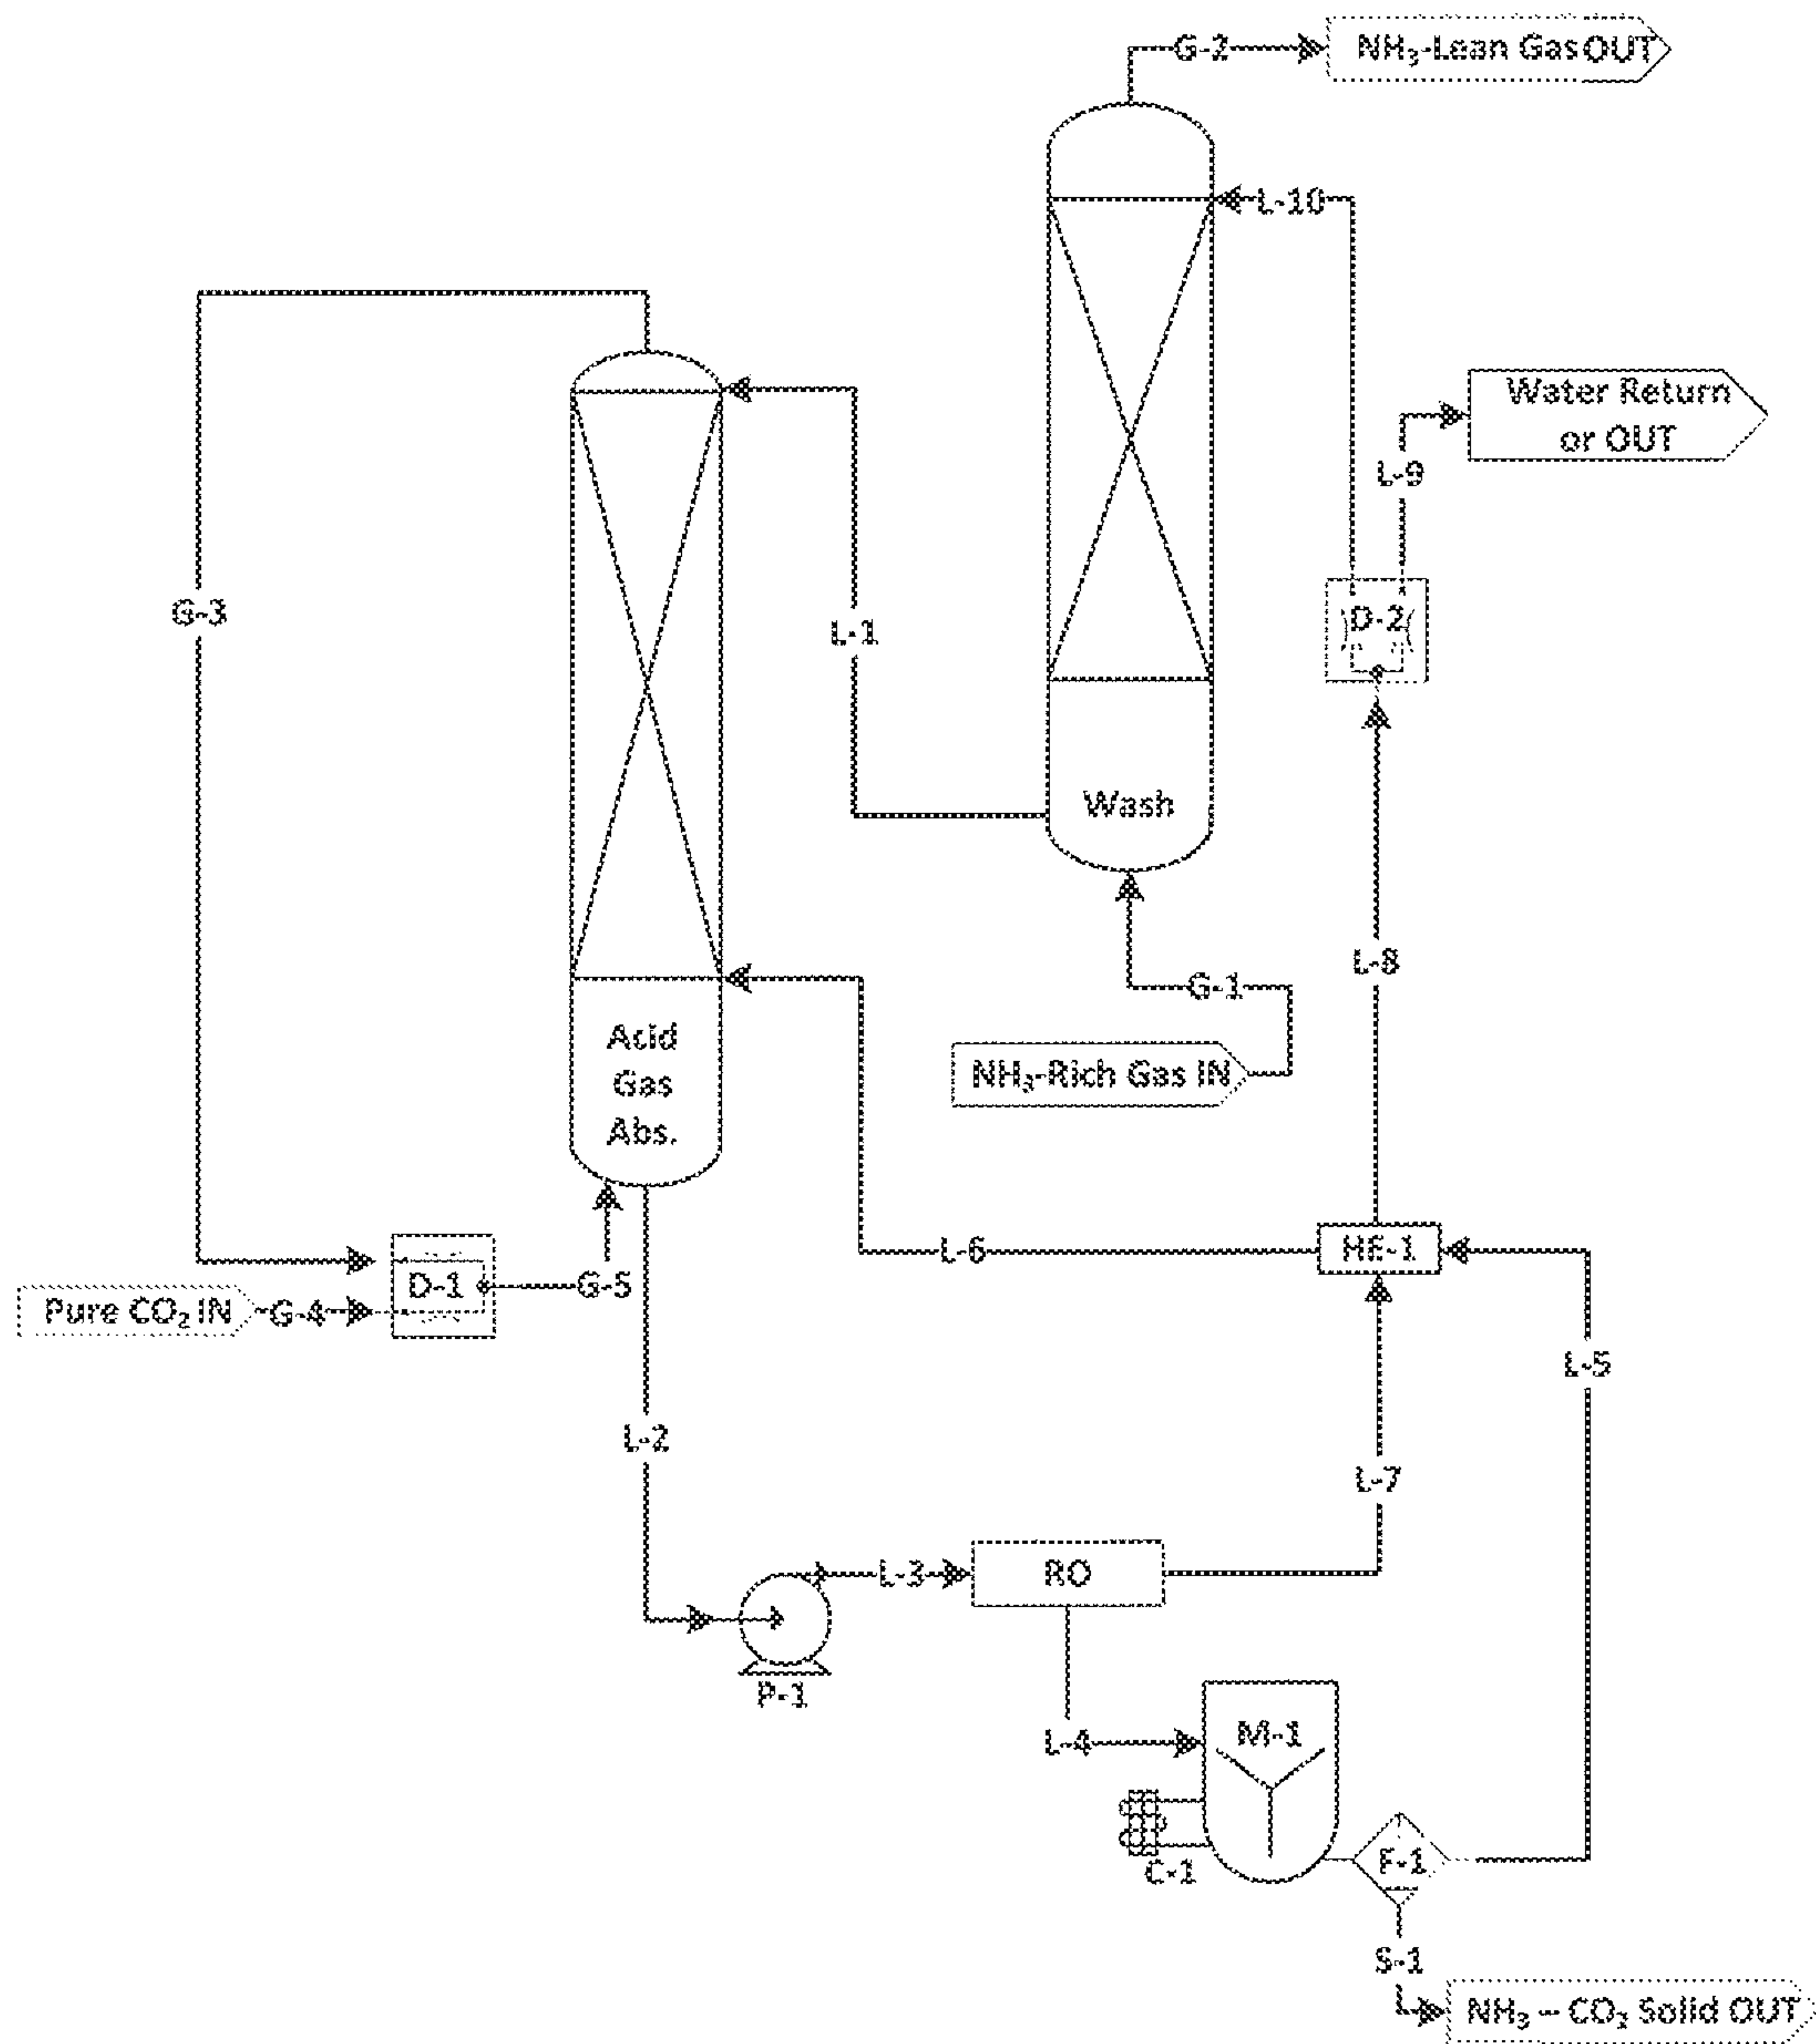 G-2
NH₃-Lean Gas OUT
L-10
Water Return
or OUT
L-9
G-3
L-1
D-2
Wash
L-8
G-1
Acid
Gas
Abs.
NH₃-Rich Gas IN
L-6
HE-1
D-1
G-5
Pure CO₂ IN
G-4
L-5
L-2
L-7
L-3
RO
P-1
L-4
M-1
C-1
F-1
S-1
NH₃ – CO₂ Solid OUT